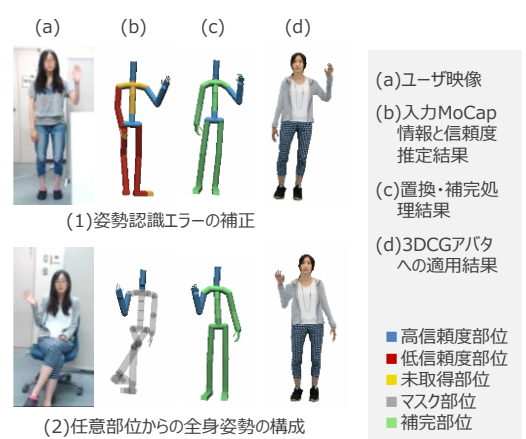 (a) (b) (c) (d)
(1)姿勢認識エラーの補正
(2)任意部位からの全身姿勢の構成
(a)ユーザ映像
(b)入力MoCap
情報と信頼度
推定結果
(c)置換・補完処
理結果
(d)3DCGアバタ
への適用結果
高信頼度部位
低信頼度部位
未取得部位
マスク部位
補完部位